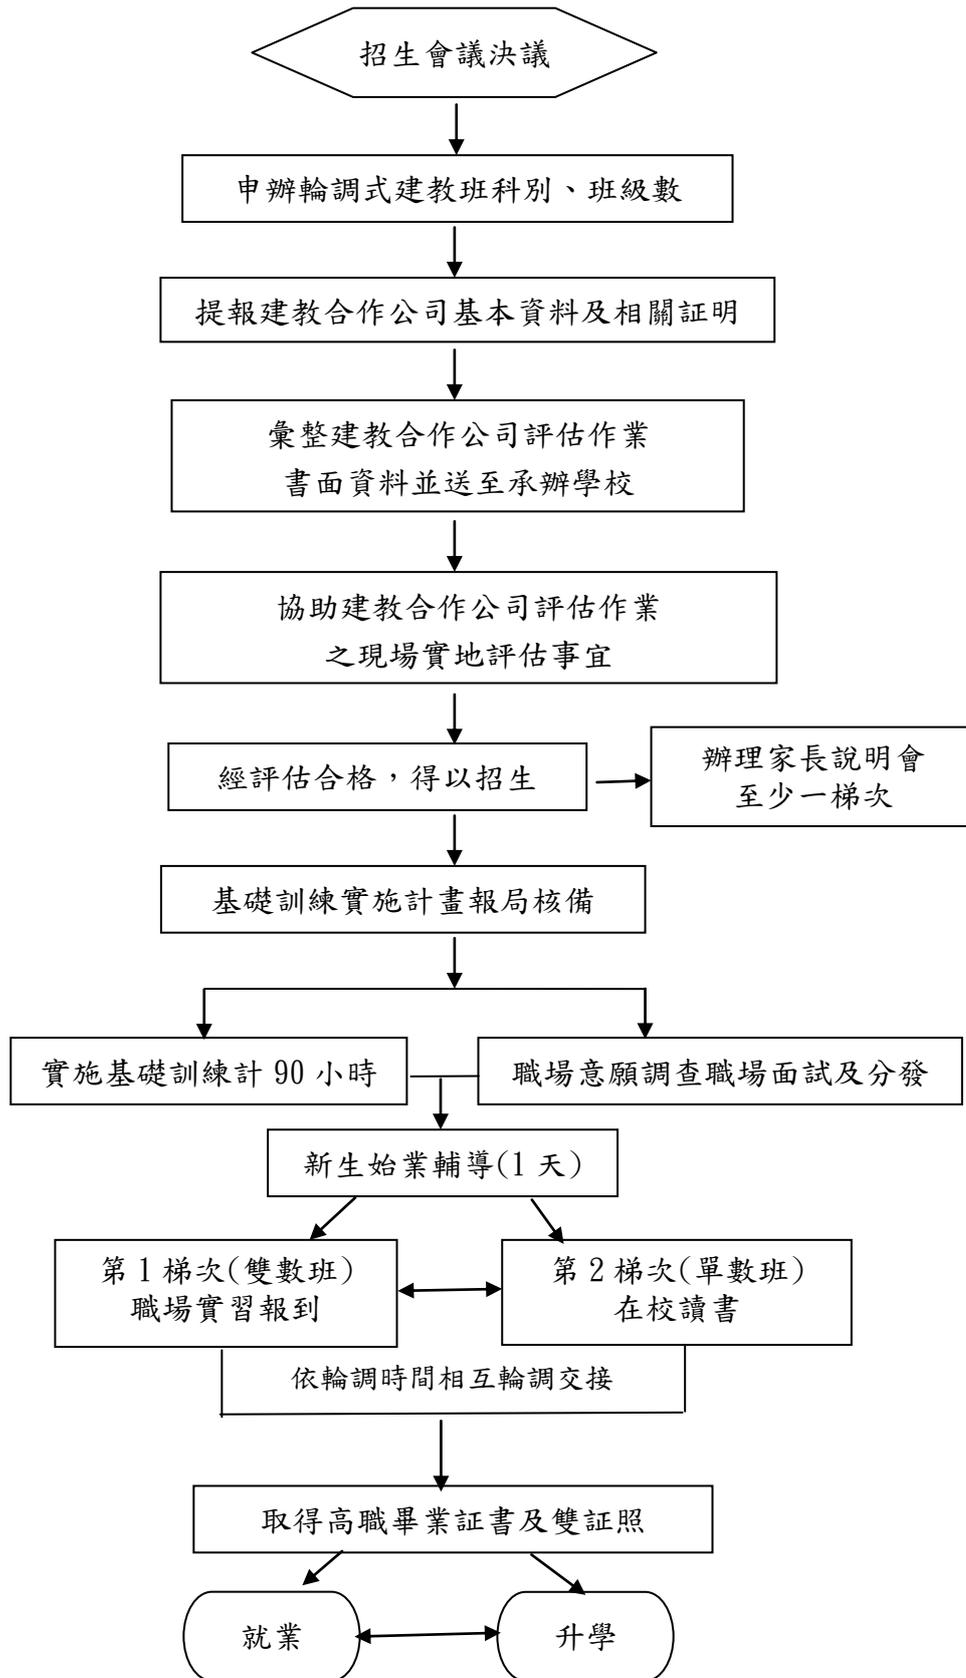 招生會議決議
申辦輪調式建教班科別、班級數
提報建教合作公司基本資料及相關証明
彙整建教合作公司評估作業
書面資料並送至承辦學校
協助建教合作公司評估作業
之現場實地評估事宜
經評估合格，得以招生
辦理家長說明會
至少一梯次
基礎訓練實施計畫報局核備
實施基礎訓練計 90 小時
職場意願調查職場面試及分發
新生始業輔導(1 天)
第 1 梯次(雙數班)
職場實習報到
第 2 梯次(單數班)
在校讀書
依輪調時間相互輪調交接
取得高職畢業証書及雙証照
就業
升學